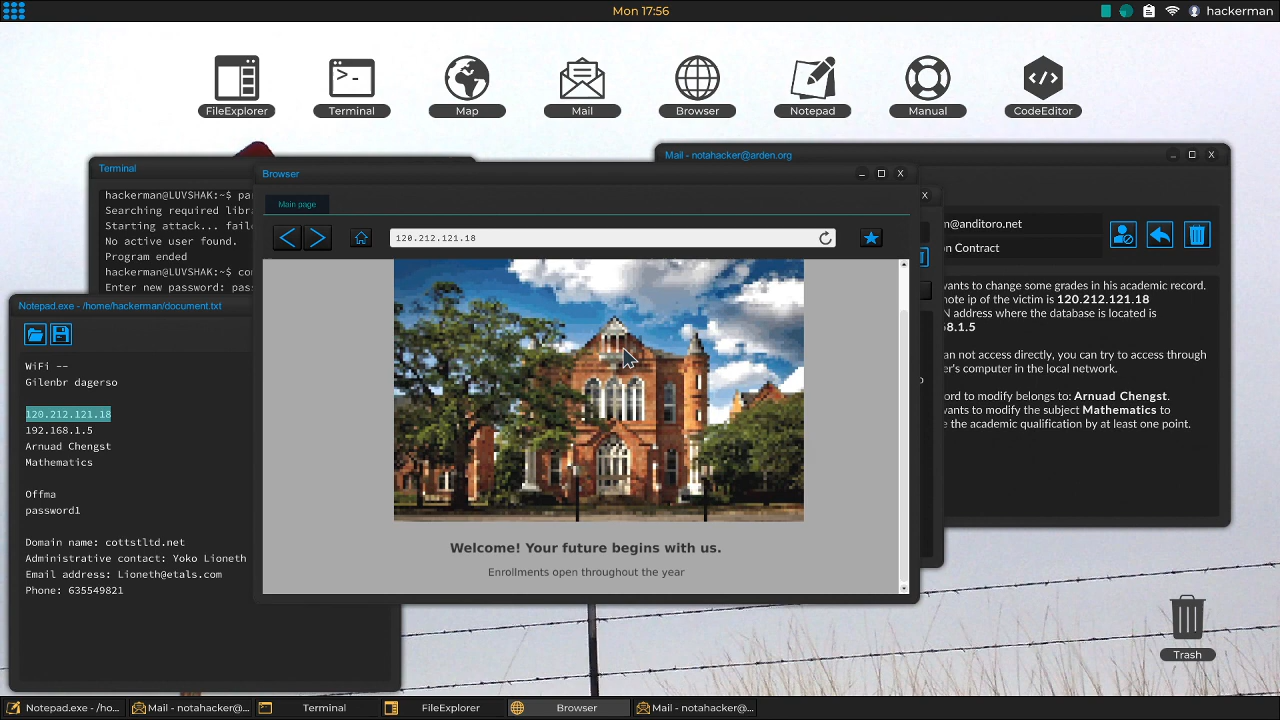 Mon 17:56
hackerman
FileExplorer
Terminal
Map
Mail
Browser
Notepad
Manual
CodeEditor
Terminal
hackerman@LUVSHAK:~$
Searching required
Starting attack...
No active user found.
Program ended
hackerman@LUVSHAK:~$
Enter new password:
Notepad.exe - /home/hackerman/document.txt
WiFi --
Gilenbr dagerso
120.212.121.18
192.168.1.5
Arnuad Chengst
Mathematics
Offma
password1
Domain name: cottstltd.net
Administrative contact: Yoko Lioneth
Email address: Lioneth@etals.com
Phone: 635549821
Browser
Main page
120.212.121.18
Welcome! Your future begins with us.
Enrollments open throughout the year
Mail - notahacker@arden.org
m@anditoro.net
Contract
wants to change some grades in his academic record.
note ip of the victim is 120.212.121.18
address where the database is located is
8.1.5
an not access directly, you can try to access through
er's computer in the local network.
ord to modify belongs to: Arnuad Chengst.
wants to modify the subject Mathematics to
e the academic qualification by at least one point.
Trash
Notepad.exe - /ho...
Mail - notahacker@...
Terminal
FileExplorer
Browser
Mail - notahacker@...